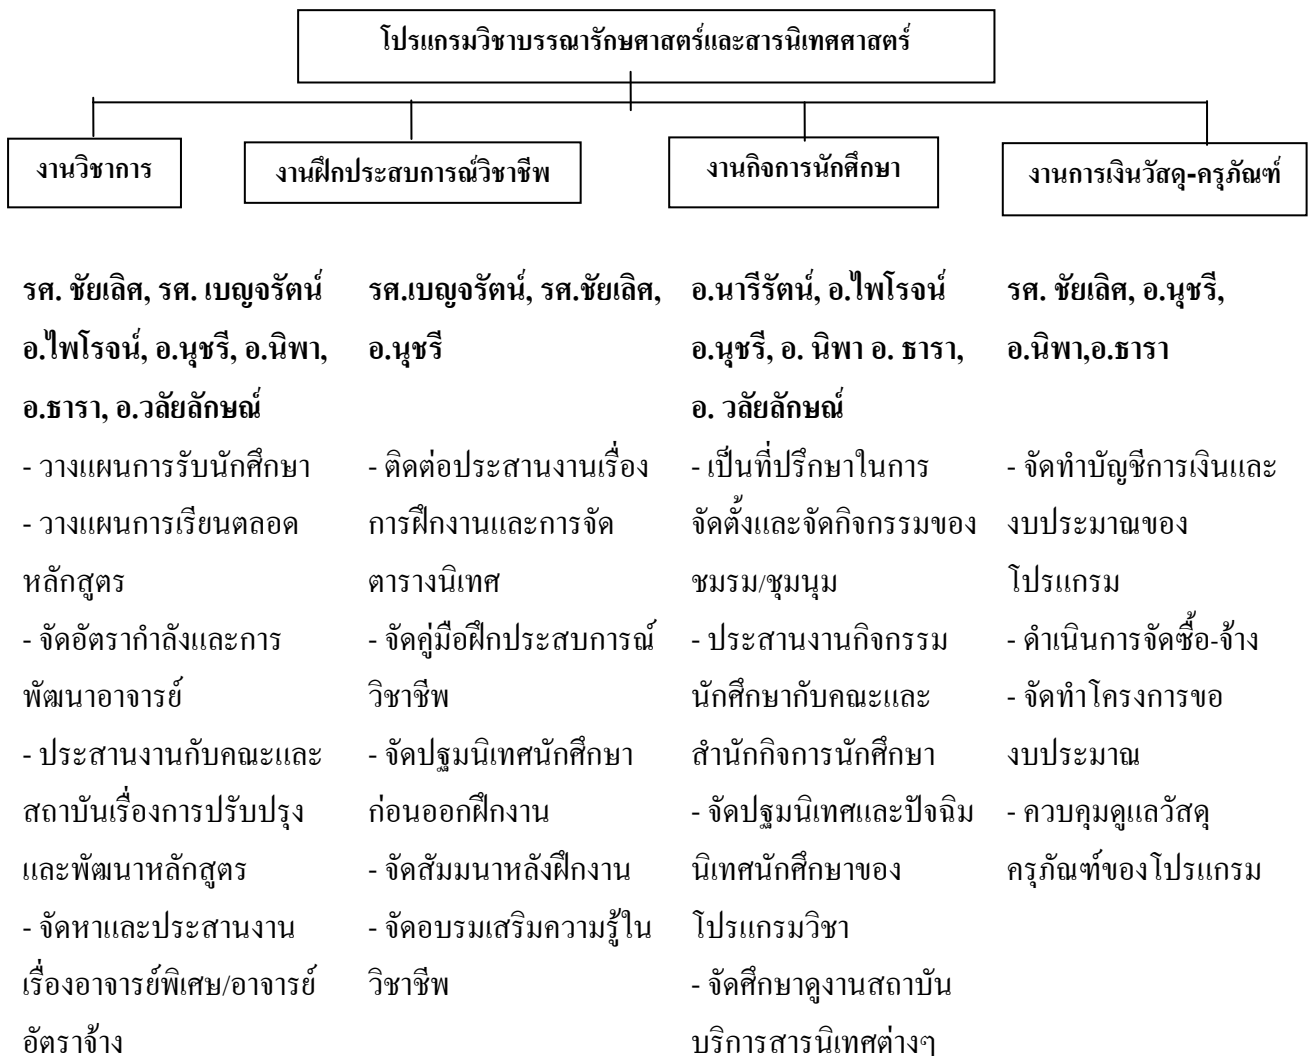 โปรแกรมวิชาบรรณารักษศาสตร์และสารนิเทศศาสตร์
งานวิชาการ
งานฝึกประสบการณ์วิชาชีพ
งานกิจการนักศึกษา
งานการเงินวัสดุ-ครุภัณฑ์
รศ. ชัยเลิศ, รศ. เบญจรัตน์
อ.ไพโรจน์, อ.นุชรี, อ.นิพา,
อ.ธารา, อ.วลัยลักษณ์
- วางแผนการรับนักศึกษา
- วางแผนการเรียนตลอด
หลักสูตร
- จัดอัตรากำลังและการ
พัฒนาอาจารย์
- ประสานงานกับคณะและ
สถาบันเรื่องการปรับปรุง
และพัฒนาหลักสูตร
- จัดหาและประสานงาน
เรื่องอาจารย์พิเศษ/อาจารย์
อัตราจ้าง
รศ.เบญจรัตน์, รศ.ชัยเลิศ,
อ.นุชรี
- ติดต่อประสานงานเรื่อง
การฝึกงานและการจัด
ตารางนิเทศ
- จัดคู่มือฝึกประสบการณ์
วิชาชีพ
- จัดปฐมนิเทศนักศึกษา
ก่อนออกฝึกงาน
- จัดสัมมนาหลังฝึกงาน
- จัดอบรมเสริมความรู้ใน
วิชาชีพ
อ.นารีรัตน์, อ.ไพโรจน์
อ.นุชรี, อ. นิพา อ. ธารา,
อ. วลัยลักษณ์
- เป็นที่ปรึกษาในการ
จัดตั้งและจัดกิจกรรมของ
ชมรม/ชุมนุม
- ประสานงานกิจกรรม
นักศึกษากับคณะและ
สำนักกิจการนักศึกษา
- จัดปฐมนิเทศและปัจฉิม
นิเทศนักศึกษาของ
โปรแกรมวิชา
- จัดศึกษาดูงานสถาบัน
บริการสารนิเทศต่างๆ
รศ. ชัยเลิศ, อ.นุชรี,
อ.นิพา,อ.ธารา
- จัดทำบัญชีการเงินและ
งบประมาณของ
โปรแกรม
- ดำเนินการจัดซื้อ-จ้าง
- จัดทำโครงการขอ
งบประมาณ
- ควบคุมดูแลวัสดุ
ครุภัณฑ์ของโปรแกรม